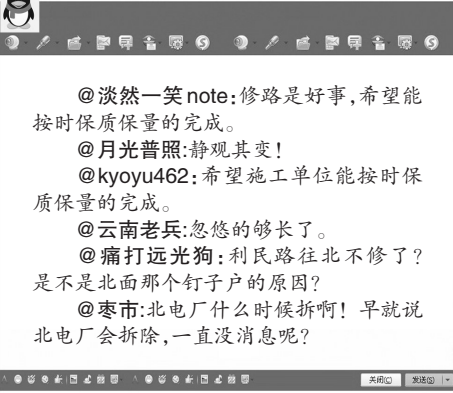 @淡然一笑note:修路是好事,希望能
按时保质保量的完成。
@月光普照:静观其变!
@kyoyu462:希望施工单位能按时保
质保量的完成。
@云南老兵:忽悠的够长了。
@痛打远光狗:利民路往北不修了?
是不是北面那个钉子户的原因?
@枣市:北电厂什么时候拆啊!早就说
北电厂会拆除,一直没消息呢?
关闭(C) 发送(S)